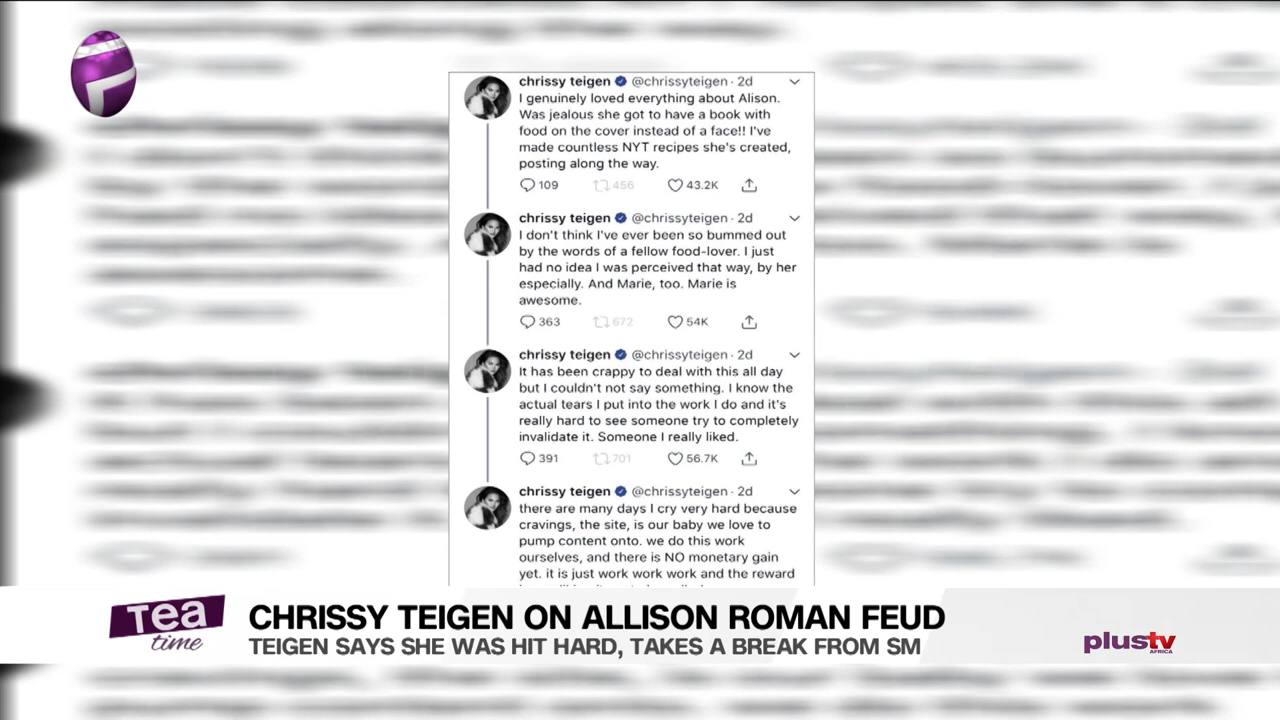 chrissy teigen @chrissyteigen · 2d
I genuinely loved everything about Alison.
Was jealous she got to have a book with
food on the cover instead of a face!! I've
made countless NYT recipes she's created,
posting along the way.
109 456 43.2K
chrissy teigen @chrissyteigen · 2d
I don't think I've ever been so bummed out
by the words of a fellow food-lover. I just
had no idea I was perceived that way, by her
especially. And Marie, too. Marie is
awesome.
363 672 54K
chrissy teigen @chrissyteigen · 2d
It has been crappy to deal with this all day
but I couldn't not say something. I know the
actual tears I put into the work I do and it's
really hard to see someone try to completely
invalidate it. Someone I really liked.
391 701 56.7K
chrissy teigen @chrissyteigen · 2d
there are many days I cry very hard because
cravings, the site, is our baby we love to
pump content onto. we do this work
ourselves, and there is NO monetary gain
yet. it is just work work work and the reward
Tea
time
CHRISSY TEIGEN ON ALLISON ROMAN FEUD
TEIGEN SAYS SHE WAS HIT HARD, TAKES A BREAK FROM SM
plustv
AFRICA